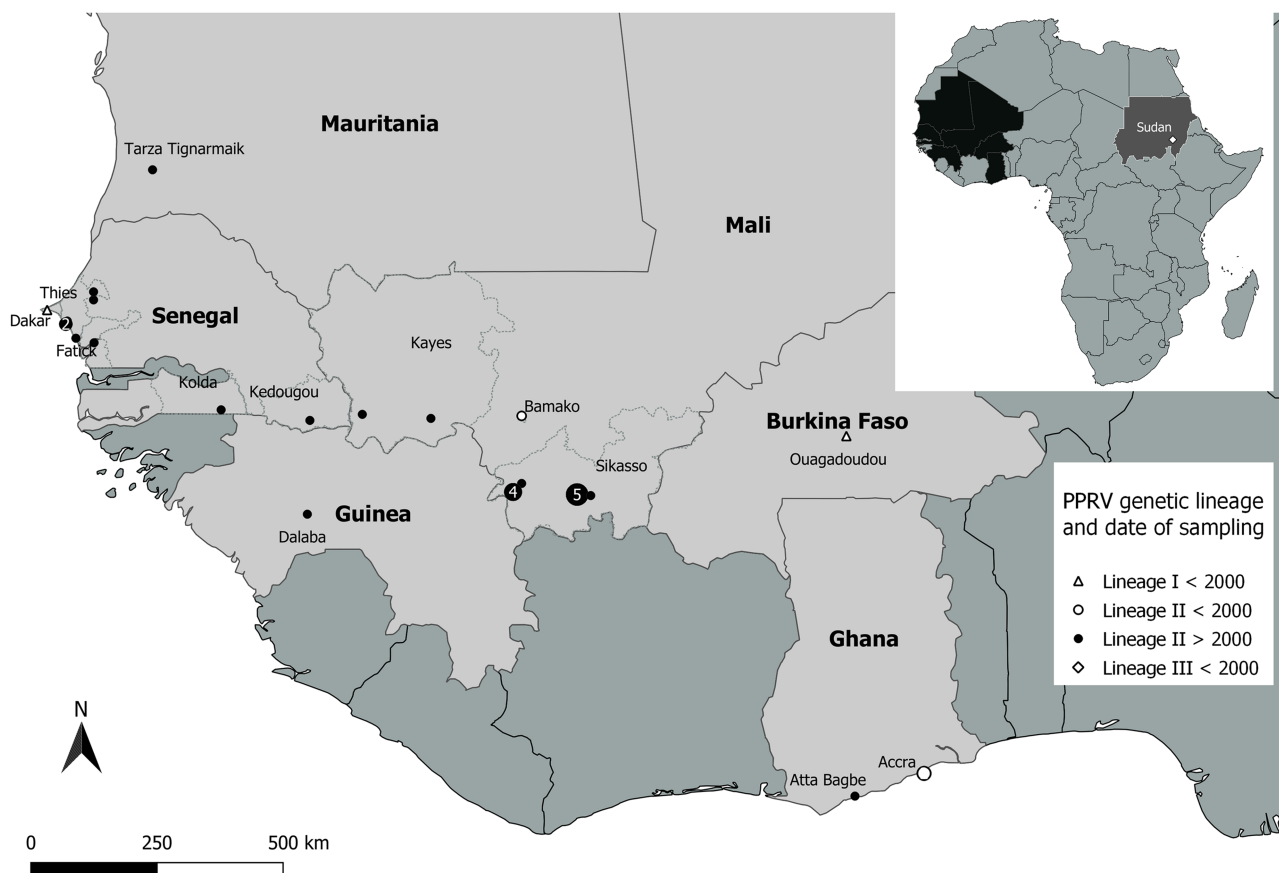 Mauritania
Tarza Tignarmaik
Sudan
Mali
Thies
Dakar
2
Senegal
Fatick
Kayes
Kolda
Kedougou
Bamako
Burkina Faso
Ouagadoudou
Sikasso
4
5
Guinea
Dalaba
PPRV genetic lineage
and date of sampling
Lineage I < 2000
Lineage II < 2000
Lineage II > 2000
Lineage III < 2000
Ghana
N
Accra
Atta Bagbe
0 250 500 km